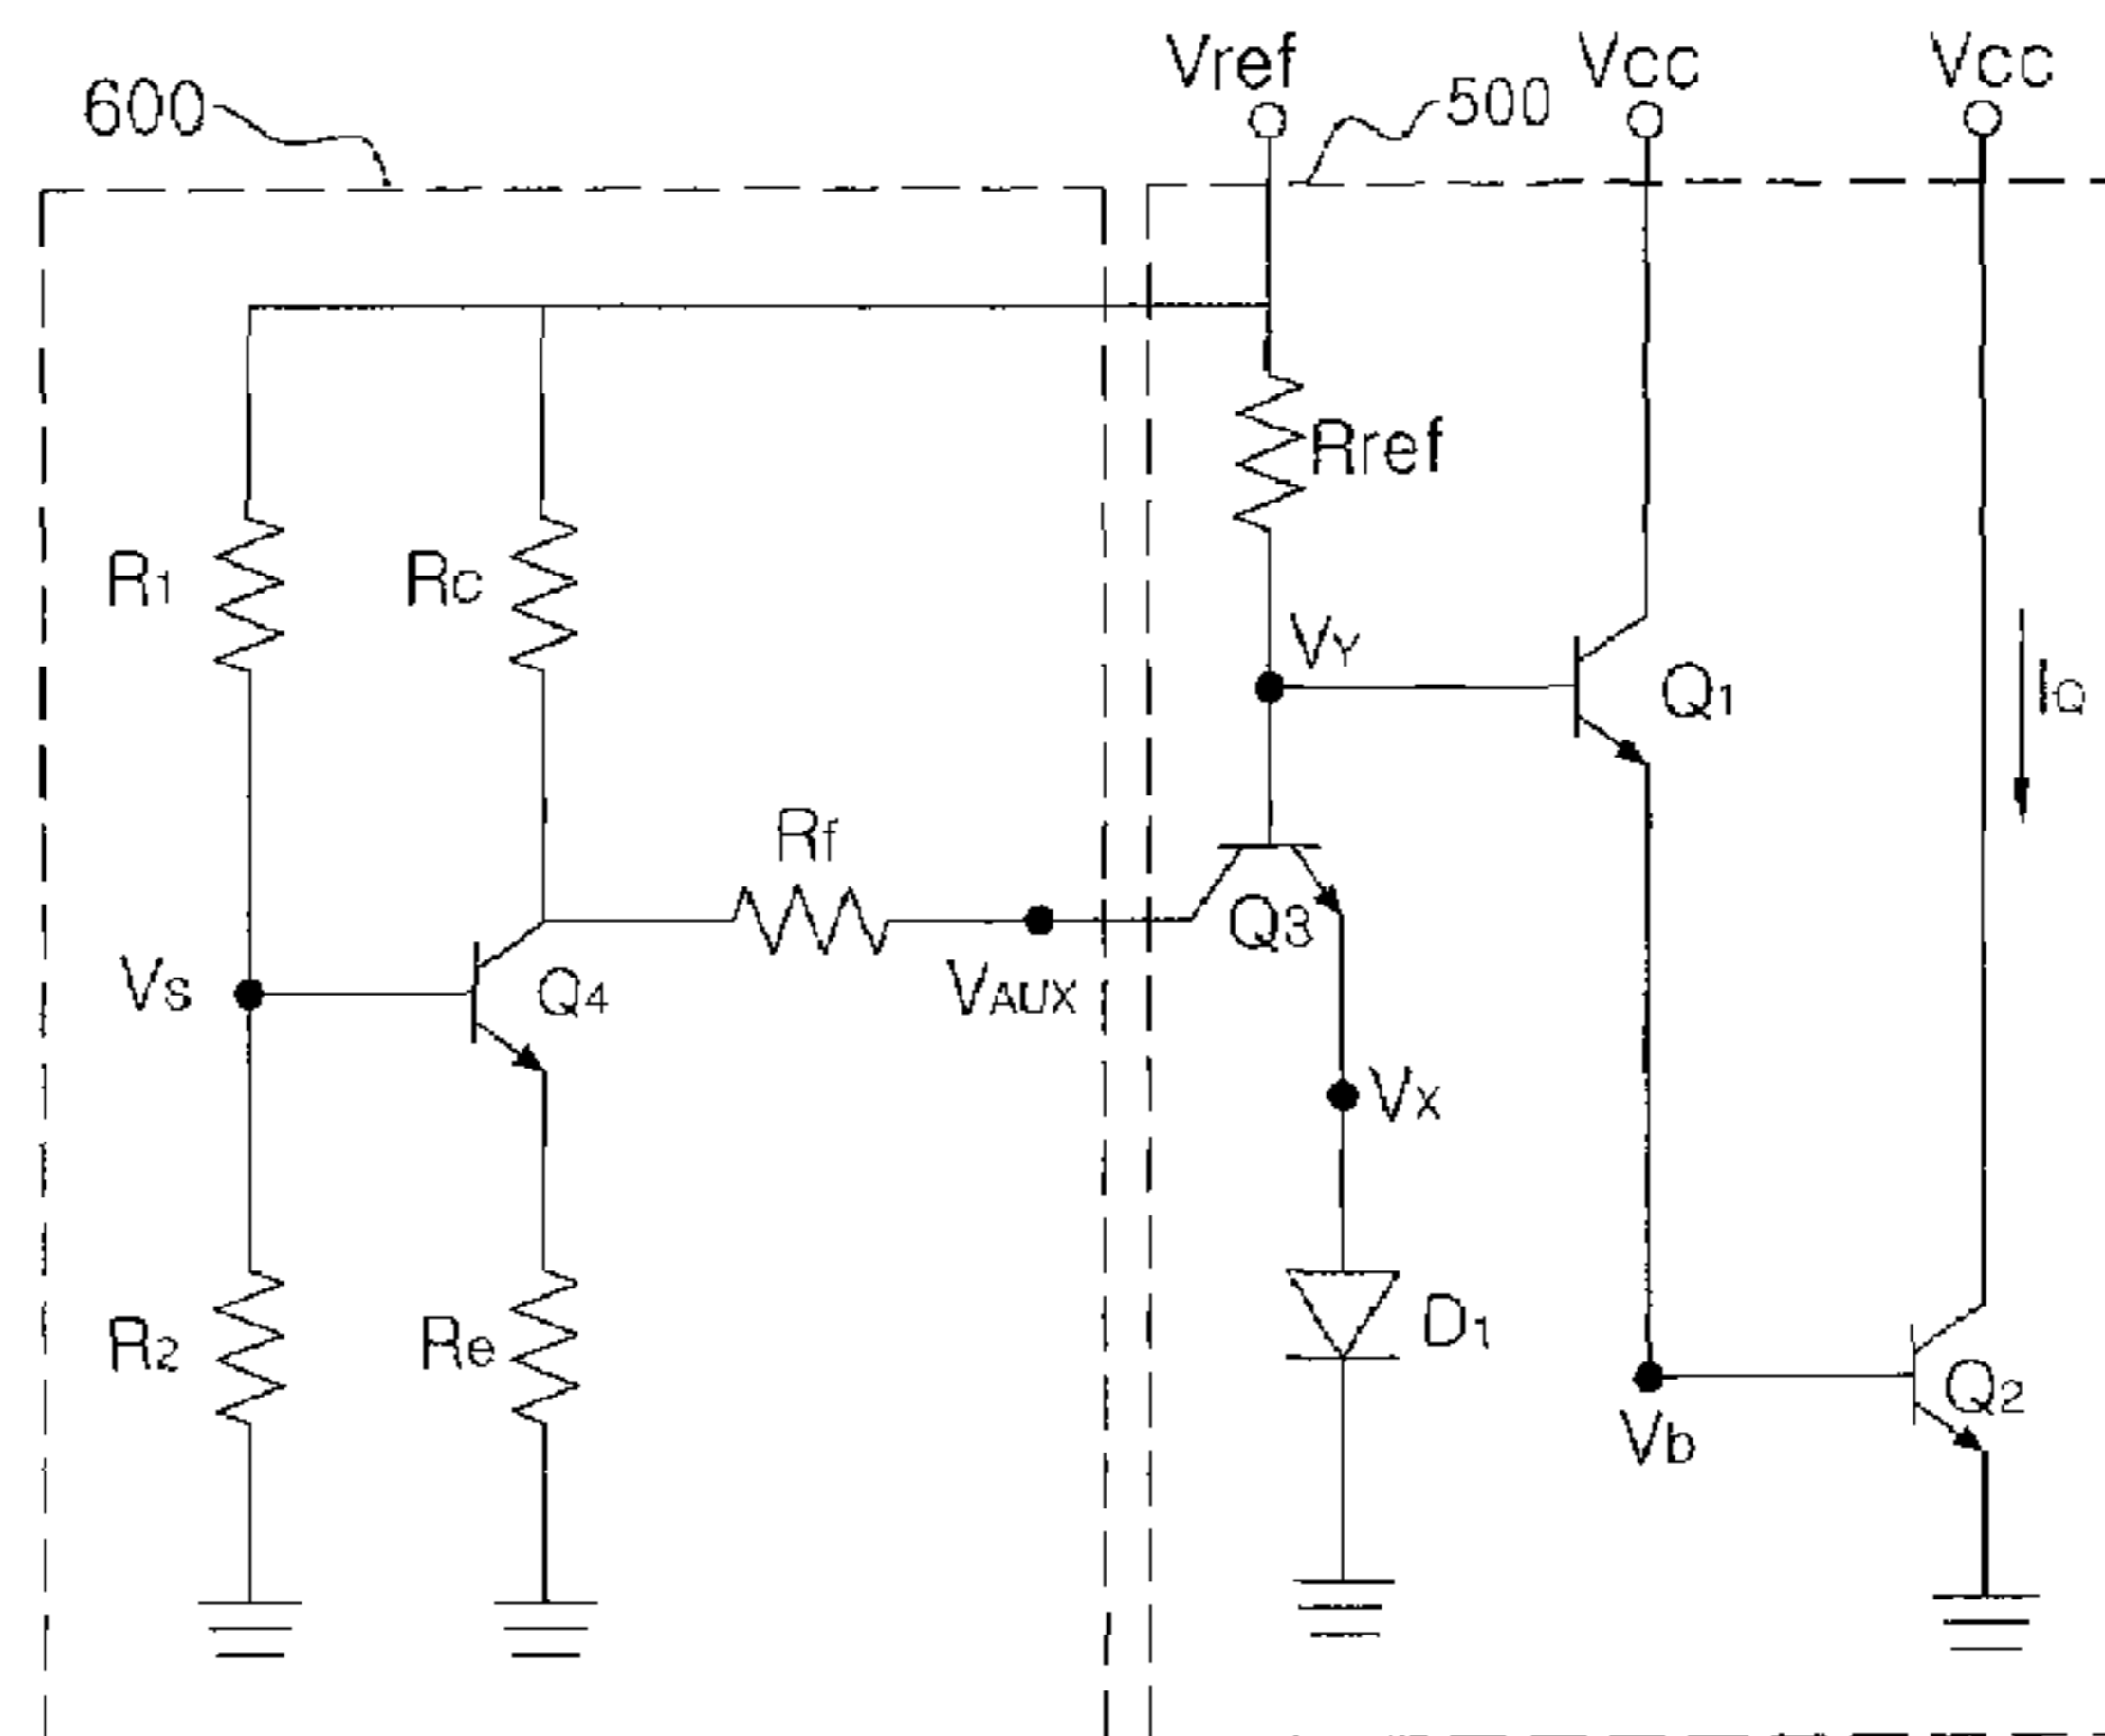 Vref
Vcc
Vcc
600
500
Rref
R1
Rc
VY
Q1
IQ
Rf
Q3
Vs
Q4
VAUX
Vx
R2
Re
D1
Q2
Vb